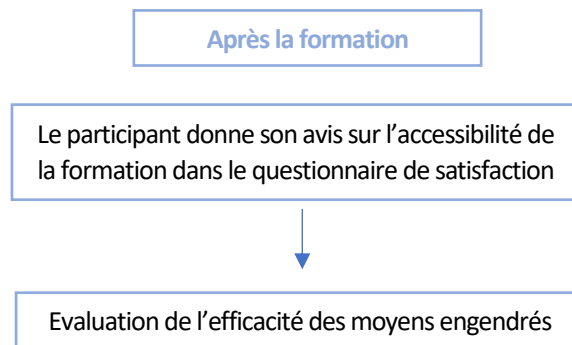 Après la formation
Le participant donne son avis sur l’accessibilité de
la formation dans le questionnaire de satisfaction
Evaluation de l’efficacité des moyens engendrés